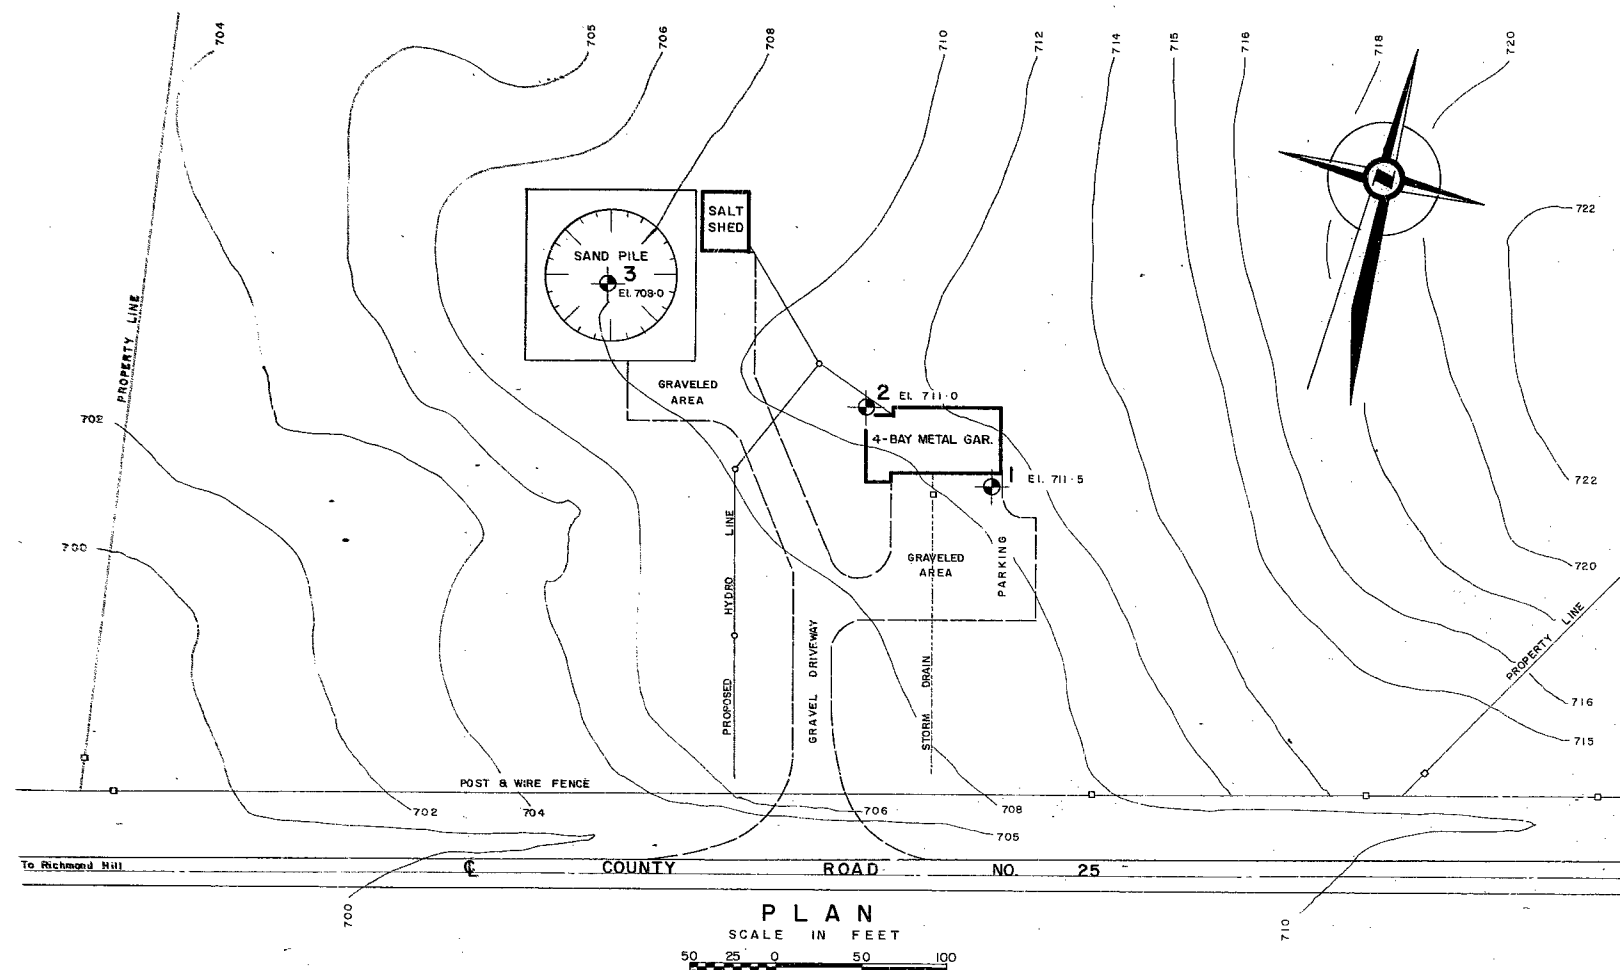 704
705
706
708
710
712
714
715
716
718
720
722
SALT
SHED
SAND PILE
3
El. 708·0
PROPERTY LINE
GRAVELED
AREA
2 El. 711·0
4-BAY METAL GAR.
1 El. 711·5
702
700
722
720
716
715
PROPOSED HYDRO LINE
GRAVEL DRIVEWAY
STORM DRAIN
GRAVELED
AREA
PARKING
PROPERTY LINE
N
POST & WIRE FENCE
702
704
706
708
705
To Richmond Hill
℄ COUNTY ROAD NO. 25
700
710
PLAN
SCALE IN FEET
50 25 0 50 100